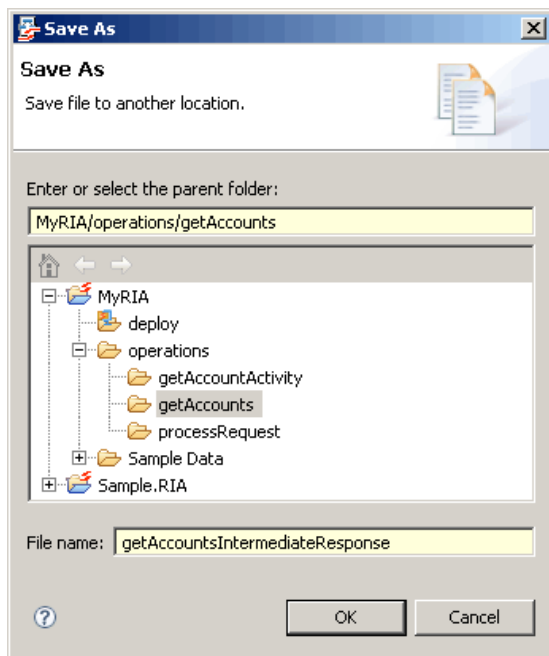 Save As
Save As
Save file to another location.
Enter or select the parent folder:
MyRIA/operations/getAccounts
MyRIA
deploy
operations
getAccountActivity
getAccounts
processRequest
Sample Data
Sample.RIA
File name: getAccountsIntermediateResponse
? OK Cancel